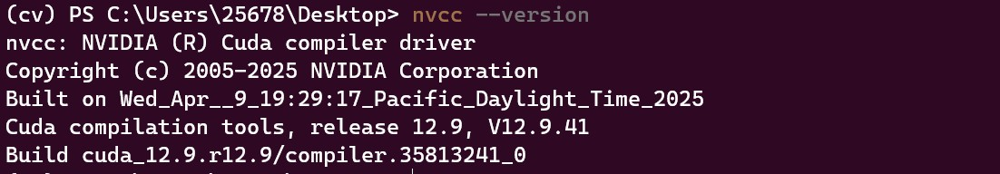 (cv) PS C:\Users\25678\Desktop> nvcc --version
nvcc: NVIDIA (R) Cuda compiler driver
Copyright (c) 2005-2025 NVIDIA Corporation
Built on Wed_Apr__9_19:29:17_Pacific_Daylight_Time_2025
Cuda compilation tools, release 12.9, V12.9.41
Build cuda_12.9.r12.9/compiler.35813241_0